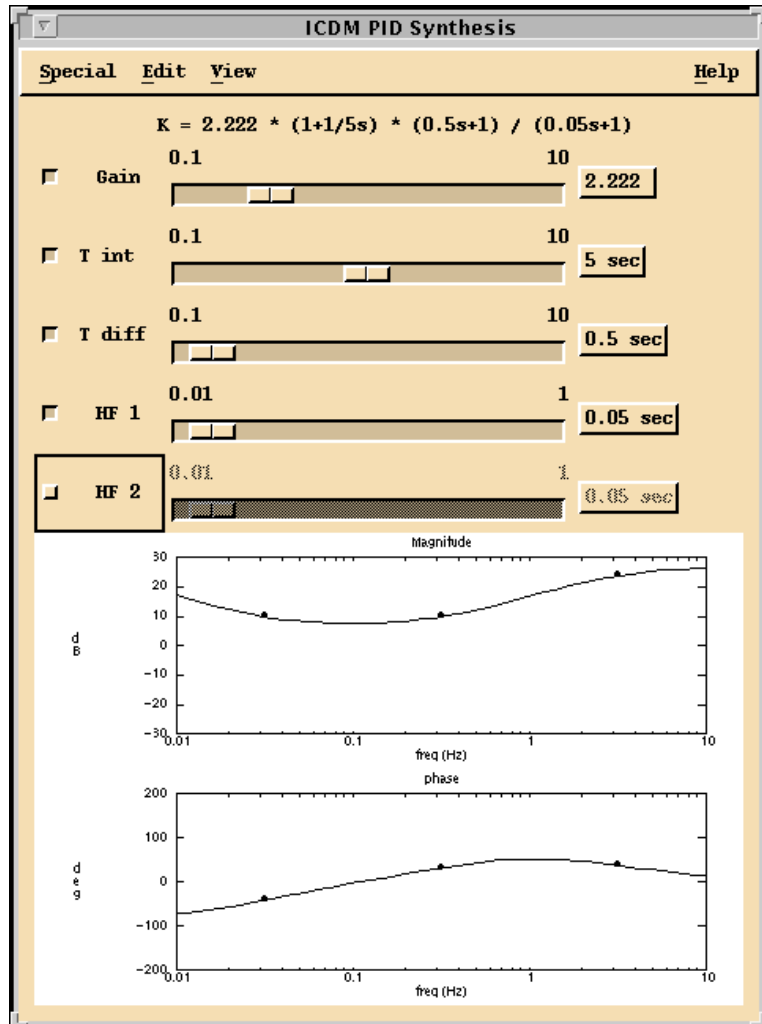 ICDM PID Synthesis
Special Edit View Help
K = 2.222 * (1+1/5s) * (0.5s+1) / (0.05s+1)
0.1 10
Gain 2.222
0.1 10
T int 5 sec
0.1 10
T diff 0.5 sec
0.01 1
HF 1 0.05 sec
0.01 1
HF 2 0.05 sec
Magnitude
30
20
10
dB
0
-10
-20
-30
0.01 0.1 1 10
freq (Hz)
phase
200
100
deg
0
-100
-200
0.01 0.1 1 10
freq (Hz)